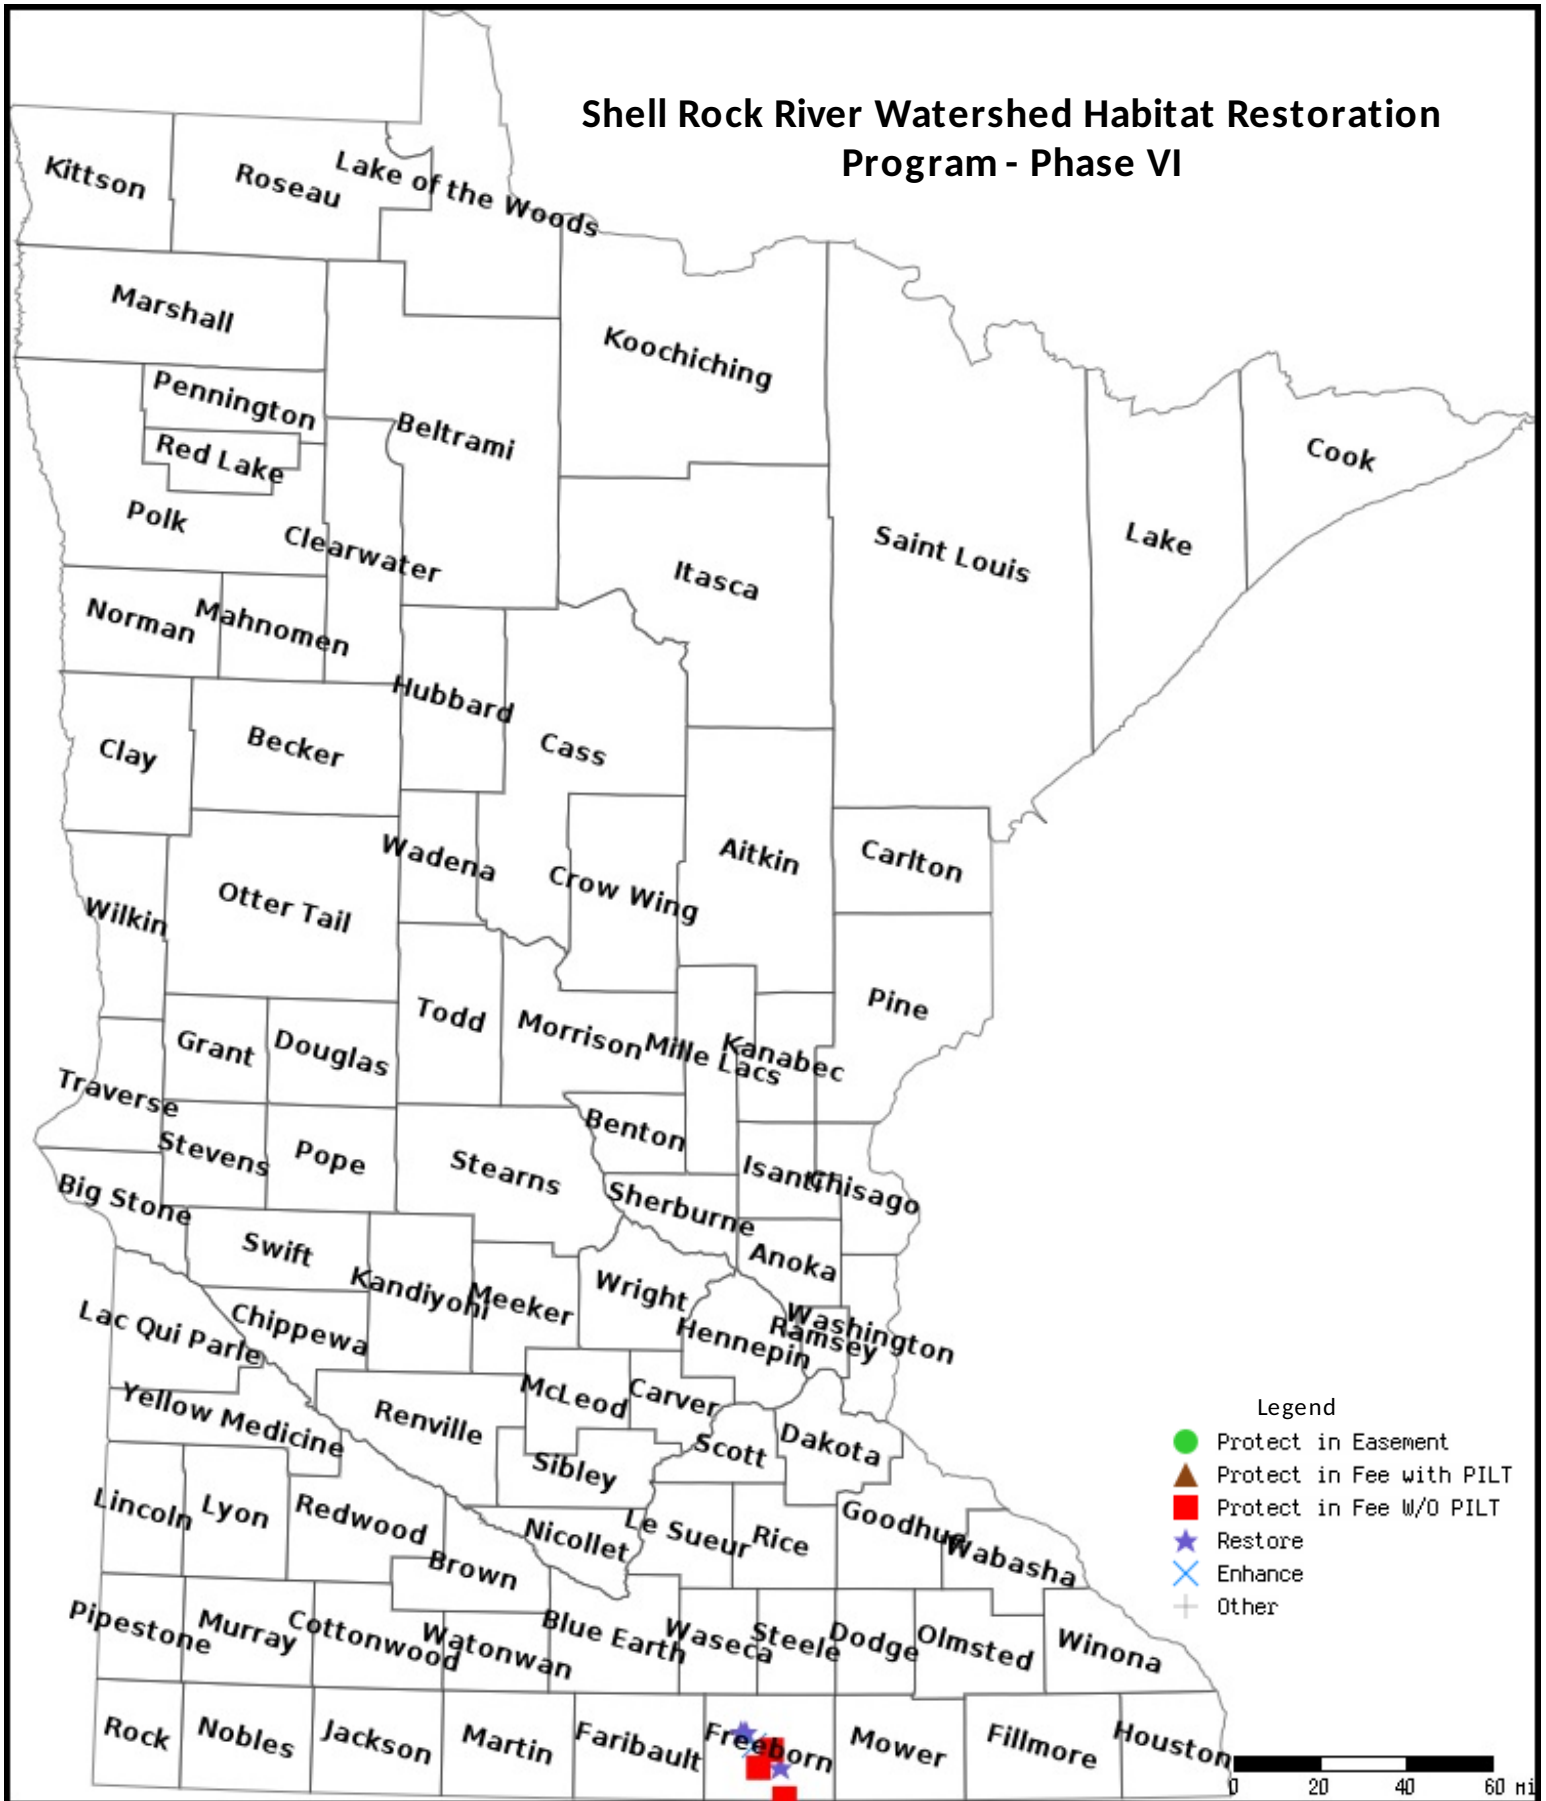 Shell Rock River Watershed Habitat Restoration
Program - Phase VI
Kittson
Roseau
Lake of the Woods
Marshall
Koochiching
Pennington
Beltrami
Red Lake
Cook
Polk
Clearwater
Saint Louis
Lake
Itasca
Norman
Mahnomen
Hubbard
Clay
Becker
Cass
Wadena
Aitkin
Carlton
Otter Tail
Crow Wing
Wilkin
Pine
Todd
Morrison
Grant
Douglas
Mille Lacs
Kanabec
Traverse
Benton
Stevens
Pope
Stearns
Isanti
Chisago
Big Stone
Sherburne
Swift
Anoka
Kandiyohi
Meeker
Wright
Lac Qui Parle
Chippewa
Washington
Ramsey
Hennepin
McLeod
Carver
Yellow Medicine
Renville
Scott
Dakota
Sibley
Lincoln
Lyon
Redwood
Nicollet
Le Sueur
Rice
Goodhue
Wabasha
Brown
Pipestone
Murray
Cottonwood
Watonwan
Blue Earth
Waseca
Steele
Dodge
Olmsted
Winona
Rock
Nobles
Jackson
Martin
Faribault
Freeborn
Mower
Fillmore
Houston
Legend
Protect in Easement
Protect in Fee with PILT
Protect in Fee W/O PILT
Restore
Enhance
Other
0 20 40 60 mi